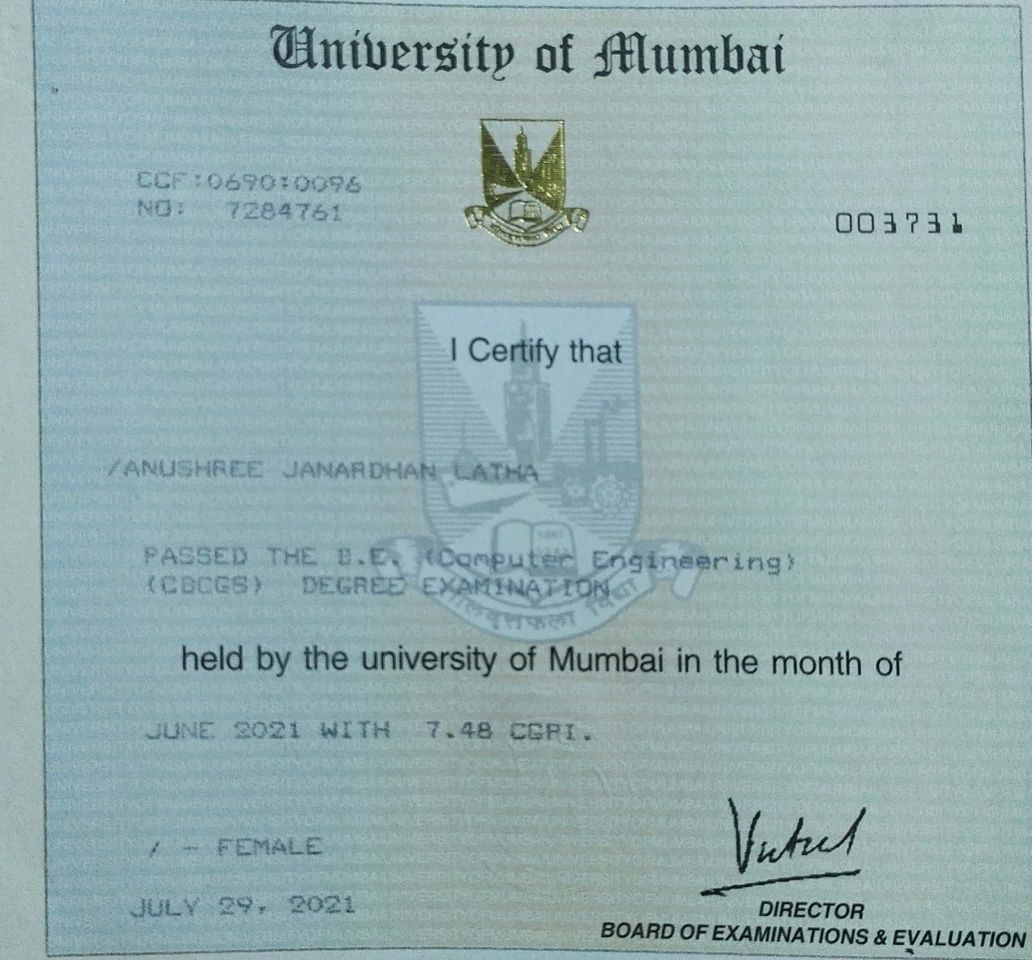 University of Mumbai
CCF:0690:0096
NO: 7284761
003731
I Certify that
/ANUSHREE JANARDHAN LATHA
PASSED THE B.E. (Computer Engineering)
(CBCGS) DEGREE EXAMINATION
held by the university of Mumbai in the month of
JUNE 2021 WITH 7.48 CGPI.
/ - FEMALE
JULY 29, 2021
DIRECTOR
BOARD OF EXAMINATIONS & EVALUATION